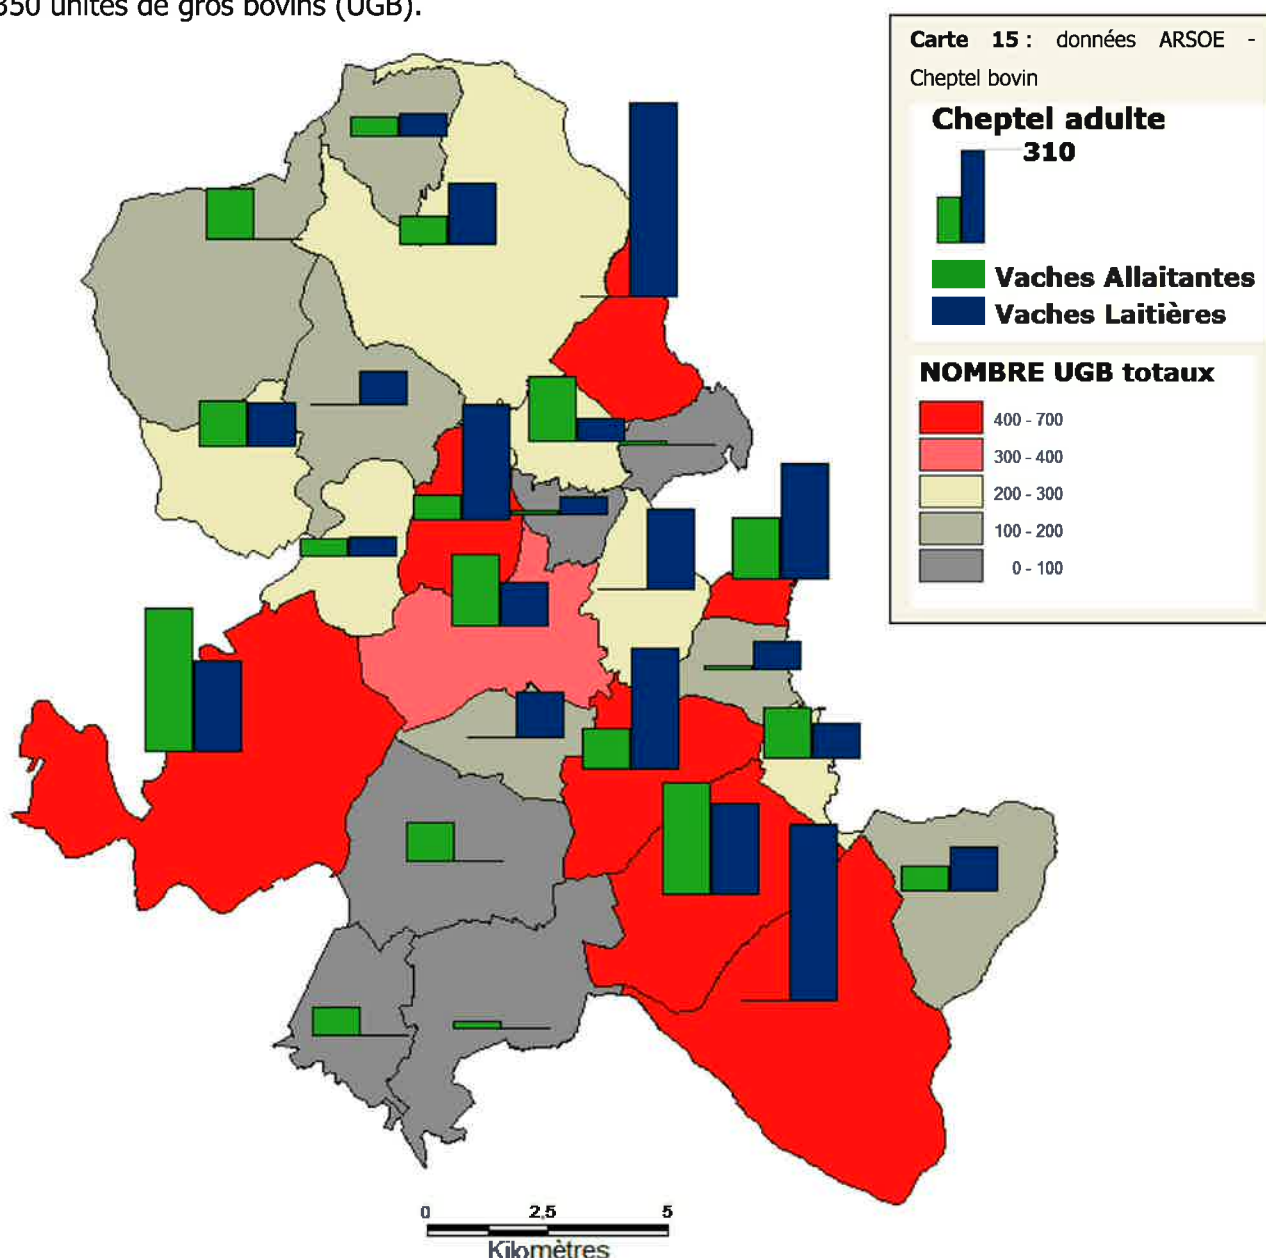 350 unités de gros bovins (UGB).
Carte 15 : données ARSOE -
Cheptel bovin
Cheptel adulte
310
Vaches Allaitantes
Vaches Laitières
NOMBRE UGB totaux
400 - 700
300 - 400
200 - 300
100 - 200
0 - 100
0 2,5 5
Kilomètres